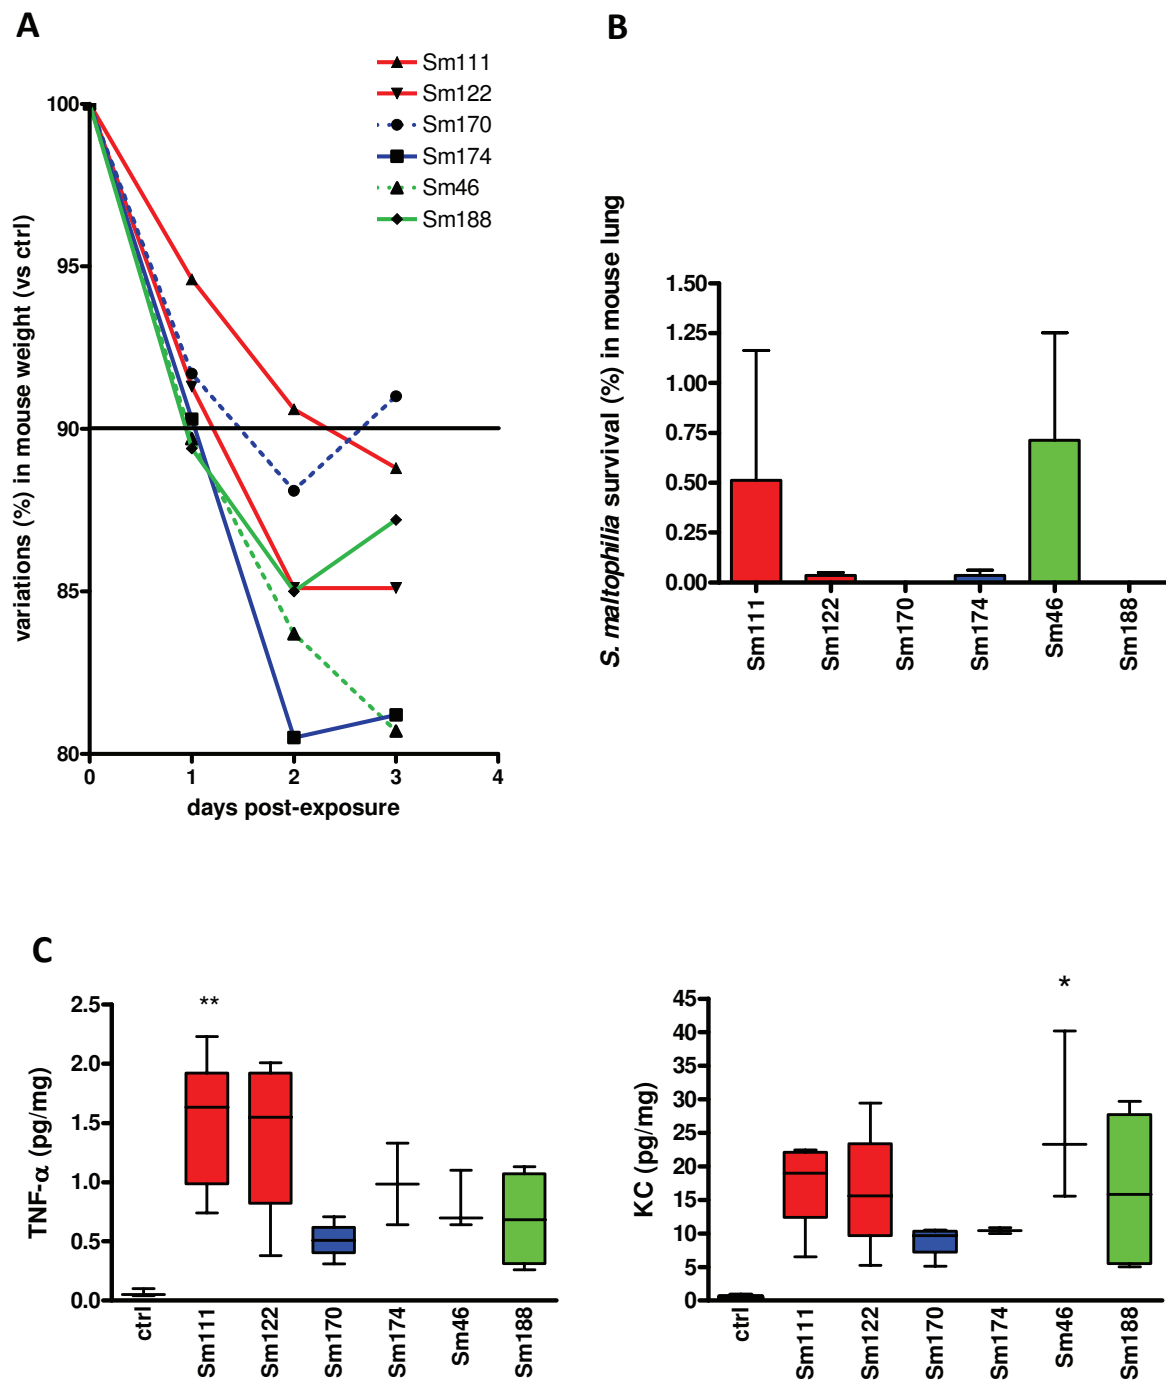 A
Sm111
Sm122
Sm170
Sm174
Sm46
Sm188
variations (%) in mouse weight (vs ctrl)
100
95
90
85
80
0 1 2 3 4
days post-exposure
B
S. maltophilia survival (%) in mouse lung
1.50
1.25
1.00
0.75
0.50
0.25
0.00
Sm111 Sm122 Sm170 Sm174 Sm46 Sm188
C
TNF-α (pg/mg)
2.5
2.0
1.5
1.0
0.5
0.0
**
ctrl Sm111 Sm122 Sm170 Sm174 Sm46 Sm188
KC (pg/mg)
45
40
35
30
25
20
15
10
5
0
*
ctrl Sm111 Sm122 Sm170 Sm174 Sm46 Sm188